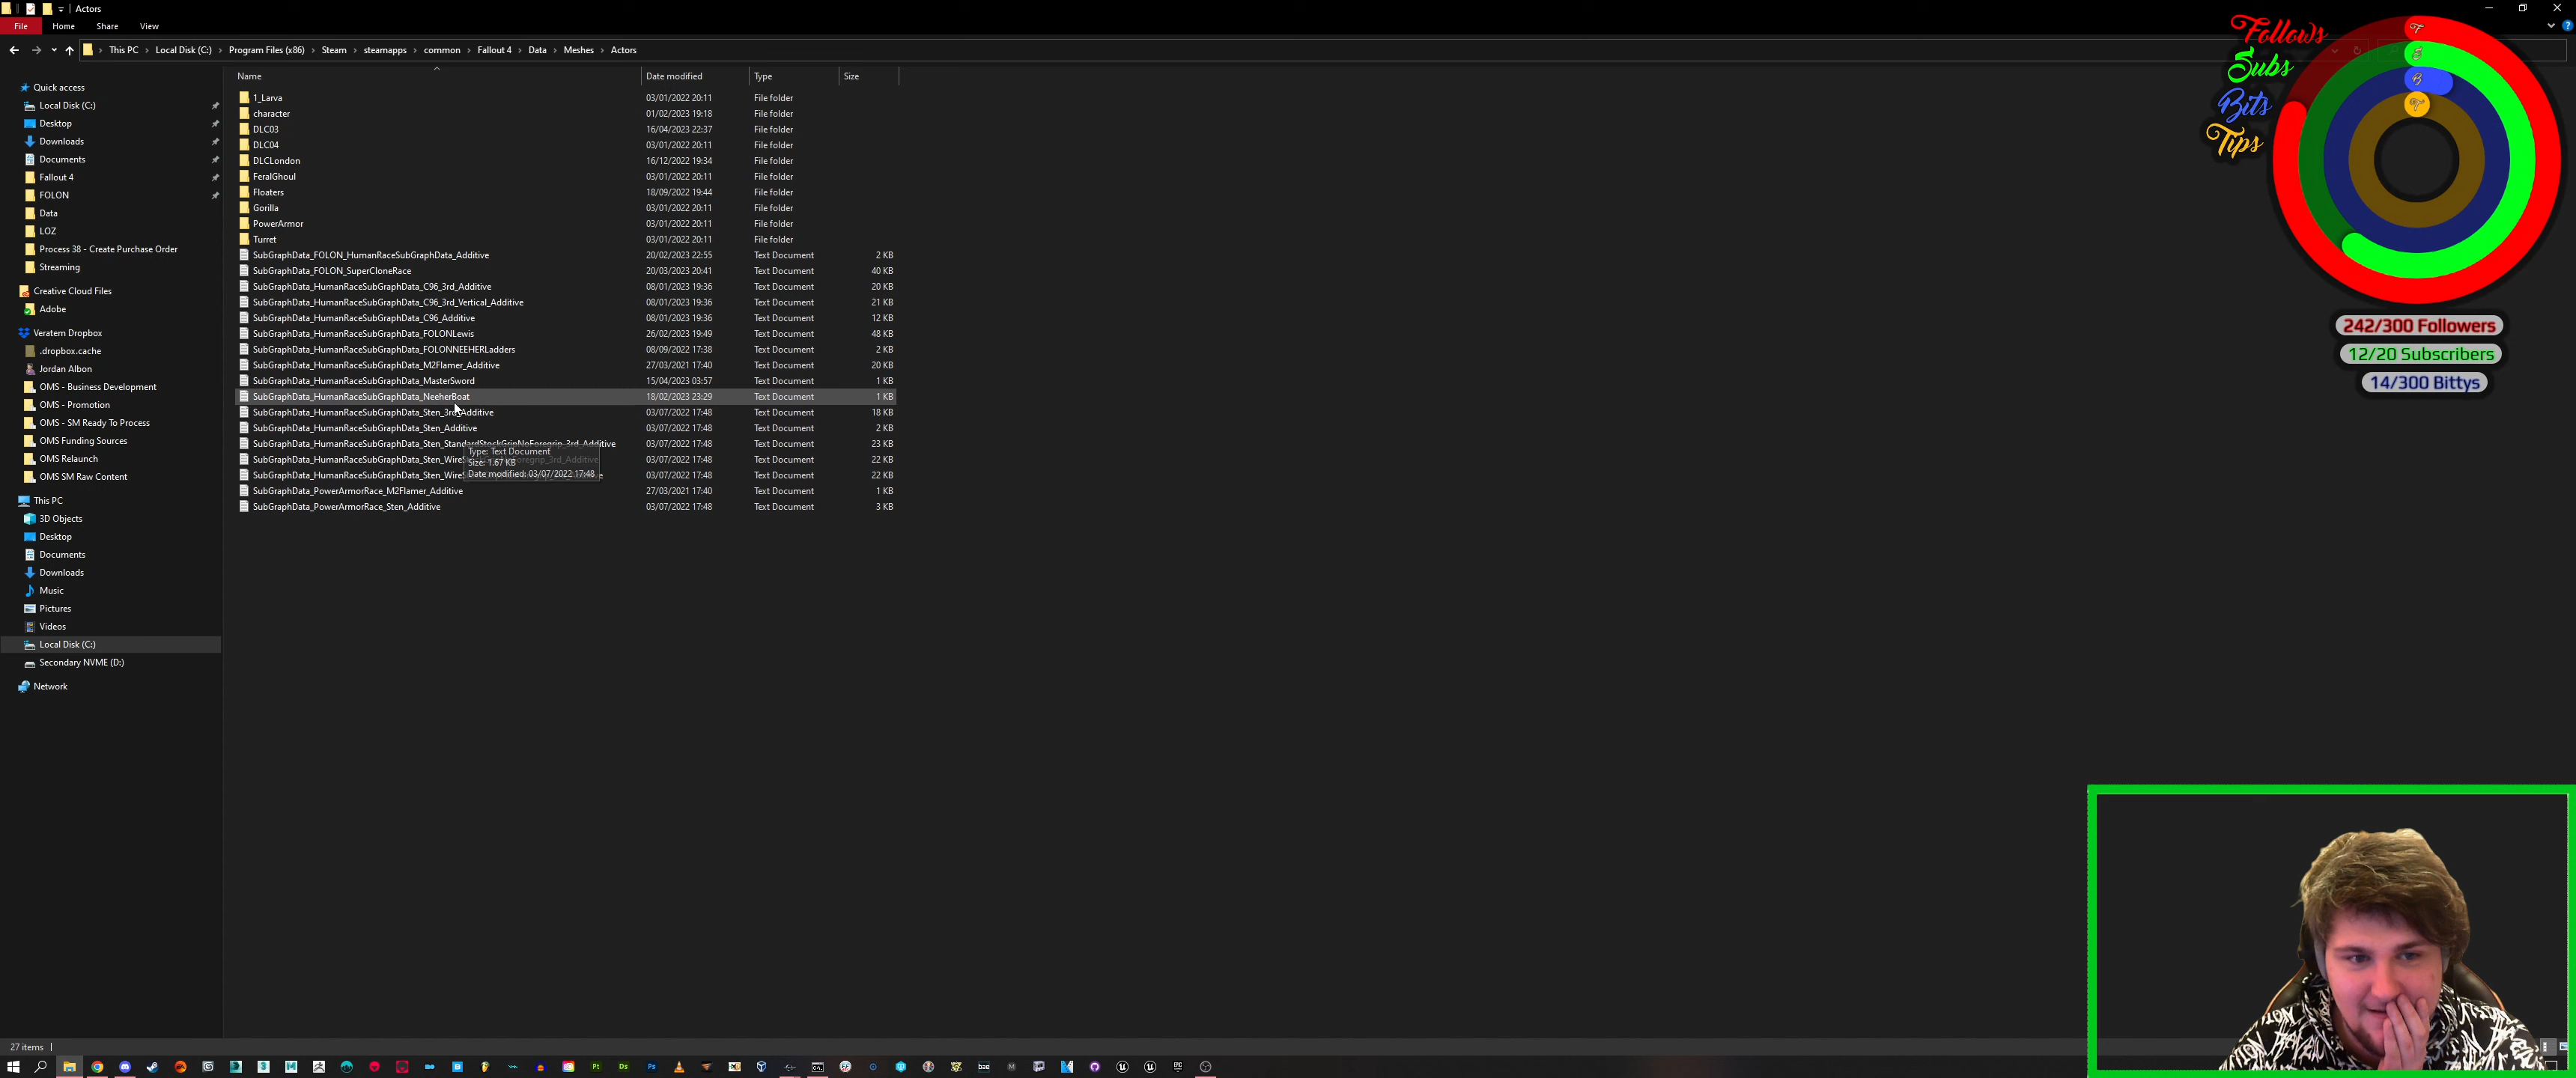 Actors
File Home Share View
This PC > Local Disk (C:) > Program Files (x86) > Steam > steamapps > common > Fallout 4 > Data > Meshes > Actors
Name Date modified Type Size
1_Larva 03/01/2022 20:11 File folder
character 01/02/2023 19:18 File folder
DLC03 16/04/2023 22:37 File folder
DLC04 03/01/2022 20:11 File folder
DLCLondon 16/12/2022 19:34 File folder
FeralGhoul 03/01/2022 20:11 File folder
Floaters 18/09/2022 19:44 File folder
Gorilla 03/01/2022 20:11 File folder
PowerArmor 03/01/2022 20:11 File folder
Turret 03/01/2022 20:11 File folder
SubGraphData_FOLON_HumanRaceSubGraphData_Additive 20/02/2023 22:55 Text Document 2 KB
SubGraphData_FOLON_SuperCloneRace 20/03/2023 20:41 Text Document 40 KB
SubGraphData_HumanRaceSubGraphData_C96_3rd_Additive 08/01/2023 19:36 Text Document 20 KB
SubGraphData_HumanRaceSubGraphData_C96_3rd_Vertical_Additive 08/01/2023 19:36 Text Document 21 KB
SubGraphData_HumanRaceSubGraphData_C96_Additive 08/01/2023 19:36 Text Document 12 KB
SubGraphData_HumanRaceSubGraphData_FOLONLewis 26/02/2023 19:49 Text Document 48 KB
SubGraphData_HumanRaceSubGraphData_FOLONNEEHERLadders 08/09/2022 17:38 Text Document 2 KB
SubGraphData_HumanRaceSubGraphData_M2Flamer_Additive 27/03/2021 17:40 Text Document 20 KB
SubGraphData_HumanRaceSubGraphData_MasterSword 15/04/2023 03:57 Text Document 1 KB
SubGraphData_HumanRaceSubGraphData_NeeherBoat 18/02/2023 23:29 Text Document 1 KB
SubGraphData_HumanRaceSubGraphData_Sten_3rd_Additive 03/07/2022 17:48 Text Document 18 KB
SubGraphData_HumanRaceSubGraphData_Sten_Additive 03/07/2022 17:48 Text Document 2 KB
SubGraphData_HumanRaceSubGraphData_Sten_StandardStockGripNoForegrip_3rd_Additive 03/07/2022 17:48 Text Document 23 KB
SubGraphData_HumanRaceSubGraphData_Sten_WireS 03/07/2022 17:48 Text Document 22 KB
SubGraphData_HumanRaceSubGraphData_Sten_WireS 03/07/2022 17:48 Text Document 22 KB
SubGraphData_PowerArmorRace_M2Flamer_Additive 27/03/2021 17:40 Text Document 1 KB
SubGraphData_PowerArmorRace_Sten_Additive 03/07/2022 17:48 Text Document 3 KB
Type: Text Document
Size: 1.67 KB
Date modified: 03/07/2022 17:48
Quick access
Local Disk (C:)
Desktop
Downloads
Documents
Fallout 4
FOLON
Data
LOZ
Process 38 - Create Purchase Order
Streaming
Creative Cloud Files
Adobe
Veratem Dropbox
.dropbox.cache
Jordan Albon
OMS - Business Development
OMS - Promotion
OMS - SM Ready To Process
OMS Funding Sources
OMS Relaunch
OMS SM Raw Content
This PC
3D Objects
Desktop
Documents
Downloads
Music
Pictures
Videos
Local Disk (C:)
Secondary NVME (D:)
Network
27 items
Follows
Subs
Bits
Tips
F
S
B
T
242/300 Followers
12/20 Subscribers
14/300 Bittys